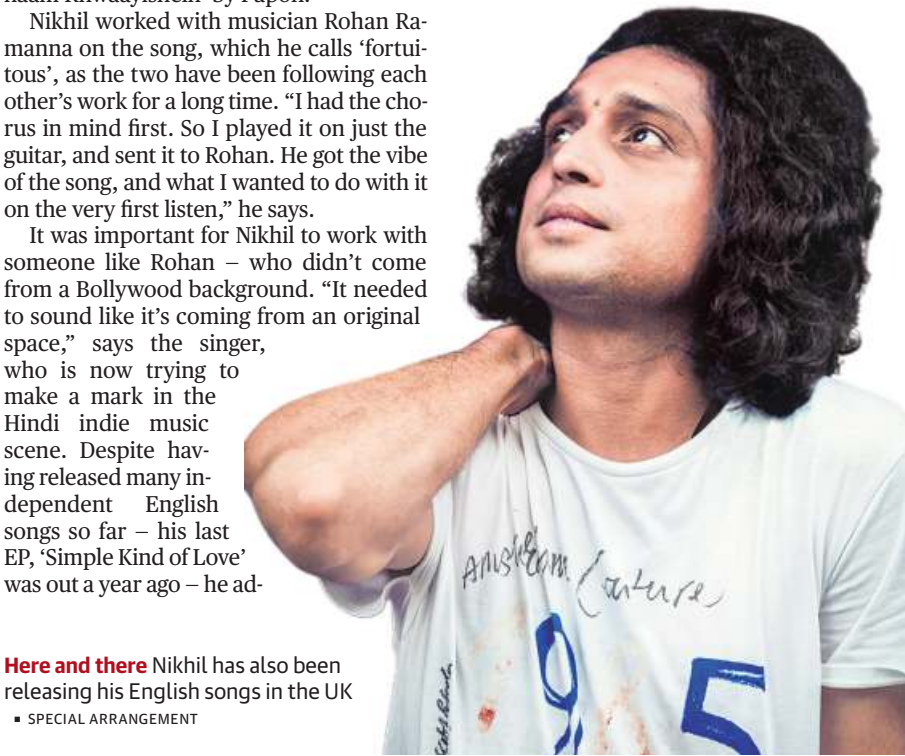 naam Khwaayishein’ by Papon.
Nikhil worked with musician Rohan Ra-
manna on the song, which he calls ‘fortui-
tous’, as the two have been following each
other’s work for a long time. “I had the cho-
rus in mind first. So I played it on just the
guitar, and sent it to Rohan. He got the vibe
of the song, and what I wanted to do with it
on the very first listen,” he says.
It was important for Nikhil to work with
someone like Rohan – who didn’t come
from a Bollywood background. “It needed
to sound like it’s coming from an original
space,” says the singer,
who is now trying to
make a mark in the
Hindi indie music
scene. Despite hav-
ing released many in-
dependent English
songs so far – his last
EP, ‘Simple Kind of Love’
was out a year ago – he ad-
Here and there Nikhil has also been
releasing his English songs in the UK
▪ SPECIAL ARRANGEMENT
Amsterdam Couture
95